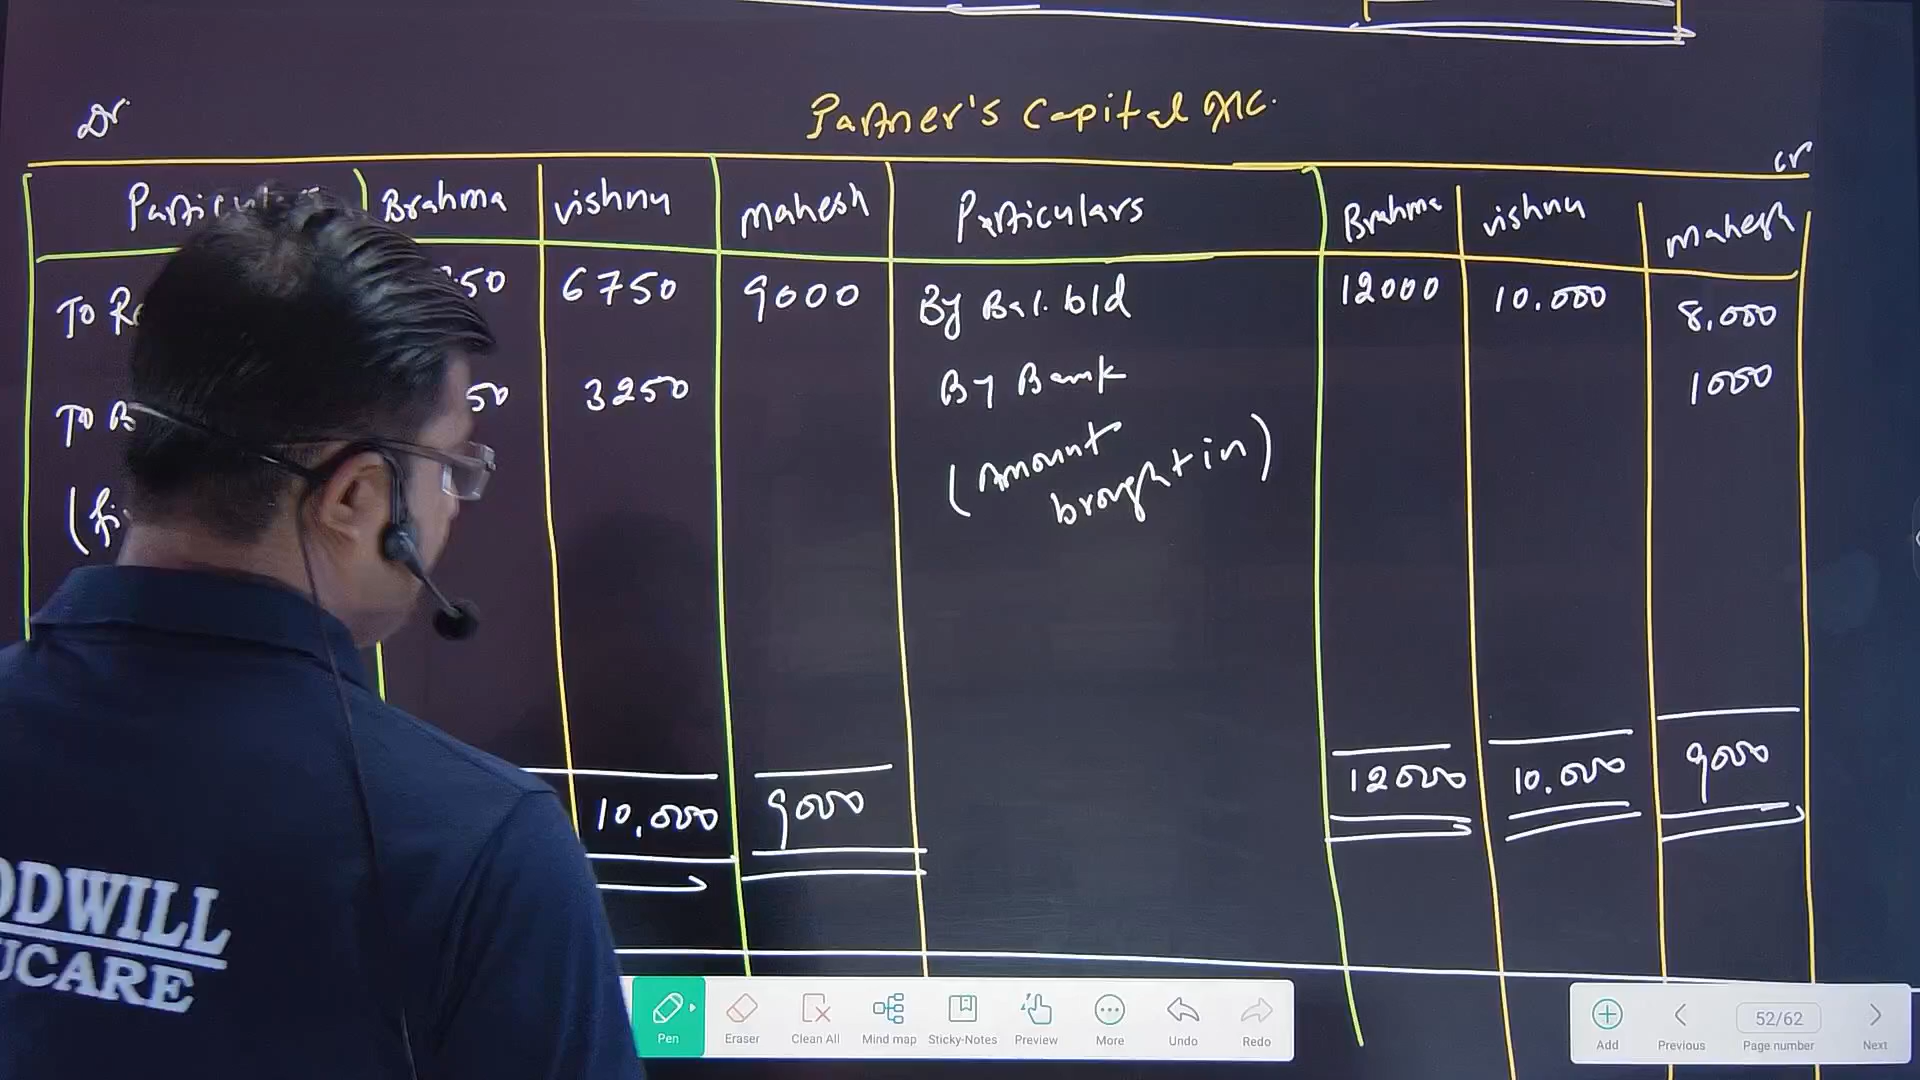 Partner's Capital A/c.
Dr.
cr
Brahma vishnu mahesh Particulars Brahma vishnu mahesh
To 6750 9000 By Bal. b/d 12000 10.000 8.000
To 3250 By Bank 1000
(Amount
brought in)
10,000 9000 12000 10.000 9000
ODWILL
UCARE
Pen Eraser Clean All Mind map Sticky-Notes Preview More Undo Redo
Add Previous 52/62 Page number Next